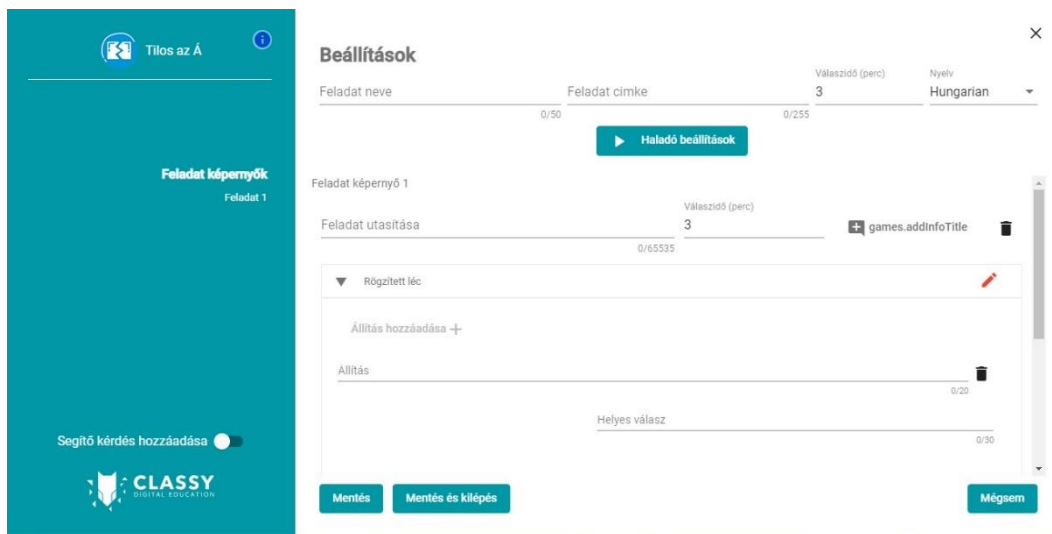 Tilos az Á
Beállítások
Feladat neve
0/50
Feladat címke
0/255
Válaszidő (perc)
3
Nyelv
Hungarian
Haladó beállítások
Feladat képernyők
Feladat 1
Feladat képernyő 1
Feladat utasítása
0/65535
Válaszidő (perc)
3
games.addInfoTitle
Rögzített léc
Állítás hozzáadása
Állítás
0/20
Helyes válasz
0/30
Segítő kérdés hozzáadása
CLASSY
DIGITAL EDUCATION
Mentés
Mentés és kilépés
Mégsem